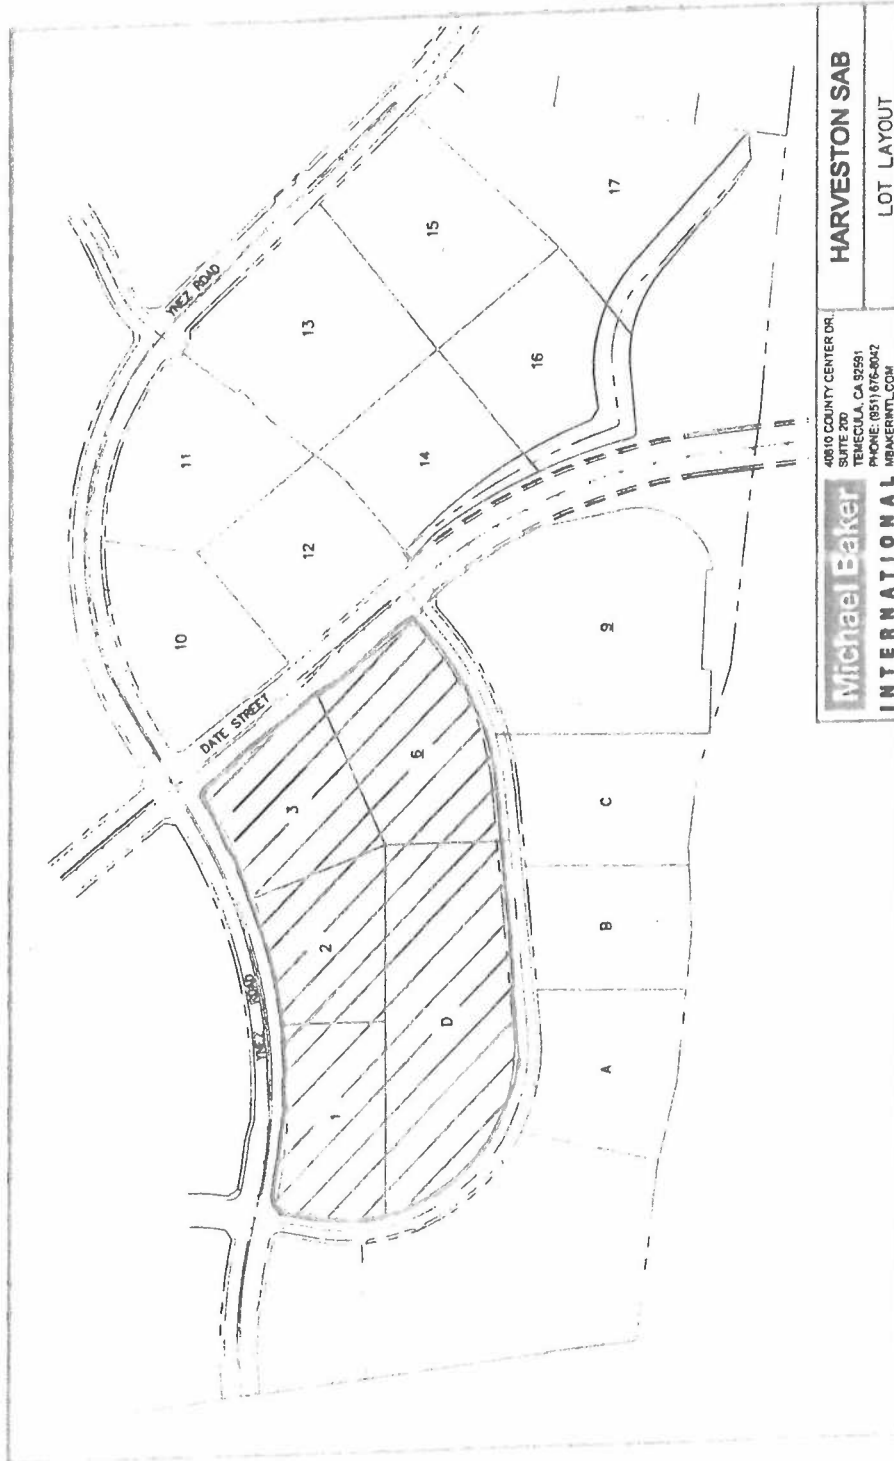 YNEZ ROAD
17
15
13
16
11
14
12
10
DATE STREET
9
3
6
C
2
B
YNEZ ROAD
D
A
1
Michael Baker
INTERNATIONAL
40810 COUNTY CENTER DR.
SUITE 200
TEMECULA, CA 92591
PHONE: (951) 676-8042
MBAKERINTL.COM
HARVESTON SAB
LOT LAYOUT